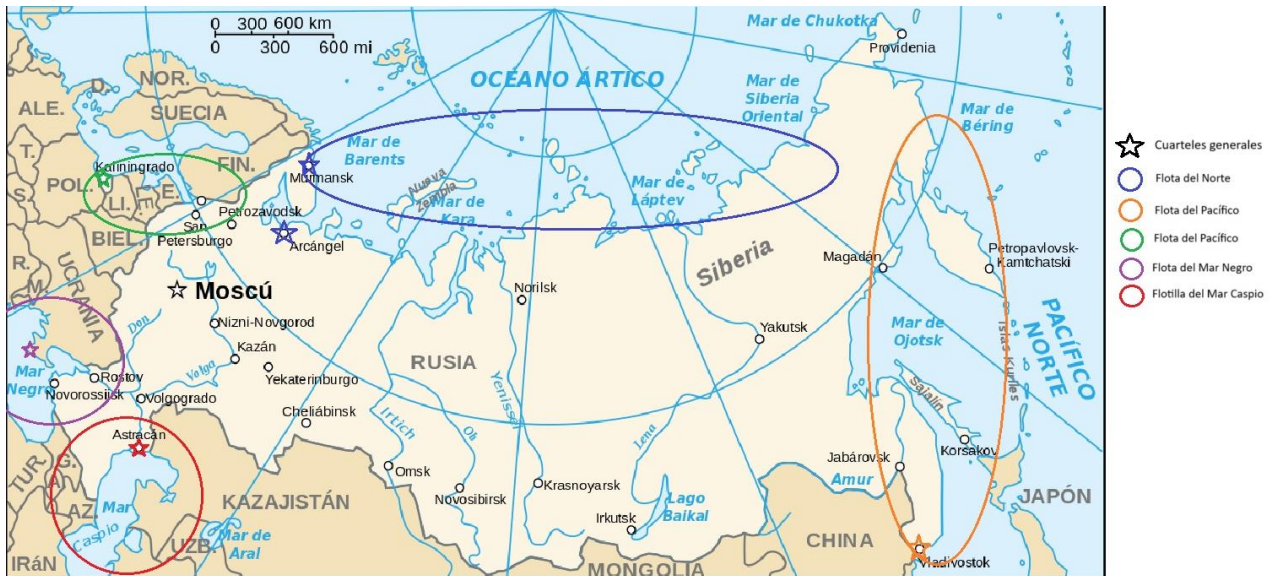 0 300 600 km
0 300 600 mi
OCÉANO ÁRTICO
Mar de Chukotka
Providenia
Mar de
Siberia
Oriental
Mar de
Béring
NOR.
D.
SUECIA
ALE.
FIN.
T.
S.
POL.
Kaliningrado
LI.
E.
BIEL.
San
Petersburgo
Petrozavodsk
Mar de
Barents
Murmansk
Arcángel
Nueva
Zembla
Mar de
Kara
Mar de
Láptev
Siberia
Magadán
Petropavlovsk-
Kamtchatski
R.
M.
UCRANIA
Moscú
Norilsk
Nizni-Novgorod
Don
Kazán
Volga
Yekaterinburgo
RUSIA
Yakutsk
Mar de
Ojotsk
Islas Kuriles
PACÍFICO
NORTE
Mar
Negro
Rostov
Novorossiisk
Volgogrado
Cheliábinsk
Irtich
Ob
Yenissei
Lena
Sajalín
Astracán
Omsk
Novosibirsk
Krasnoyarsk
Irkutsk
Lago
Baikal
Jabárovsk
Amur
Korsakov
JAPÓN
TUR.
G.
A.
AZ.
Mar
Caspio
KAZAJISTÁN
Mar de
Aral
UZB.
IRáN
MONGOLIA
CHINA
Vladivostok
Cuarteles generales
Flota del Norte
Flota del Pacífico
Flota del Pacífico
Flota del Mar Negro
Flotilla del Mar Caspio